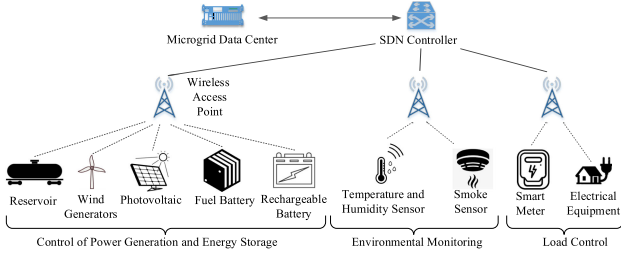 Microgrid Data Center
SDN Controller
Wireless
Access
Point
Reservoir
Wind
Generators
Photovoltaic
Fuel Battery
Rechargeable
Battery
Temperature and
Humidity Sensor
Smoke
Sensor
Smart
Meter
Electrical
Equipment
Control of Power Generation and Energy Storage
Environmental Monitoring
Load Control